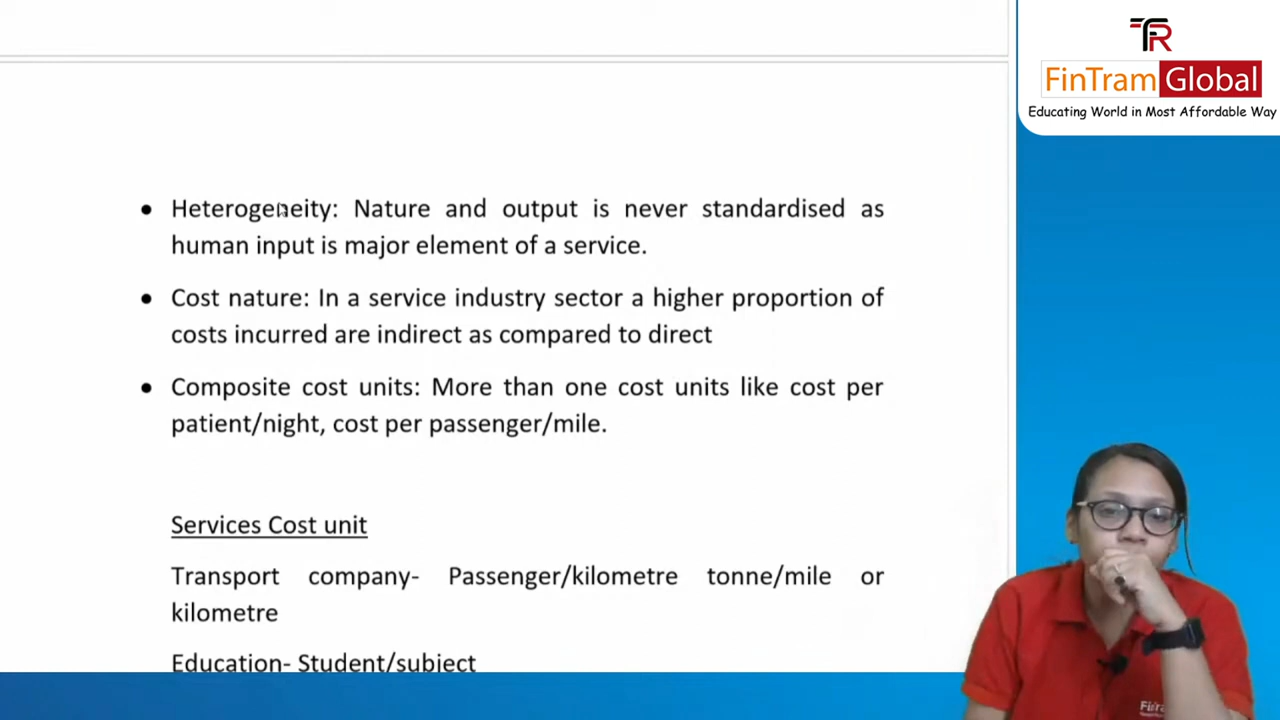 FinTram Global
Educating World in Most Affordable Way
• Heterogeneity: Nature and output is never standardised as
human input is major element of a service.
• Cost nature: In a service industry sector a higher proportion of
costs incurred are indirect as compared to direct
• Composite cost units: More than one cost units like cost per
patient/night, cost per passenger/mile.
Services Cost unit
Transport company- Passenger/kilometre tonne/mile or
kilometre
Education- Student/subject